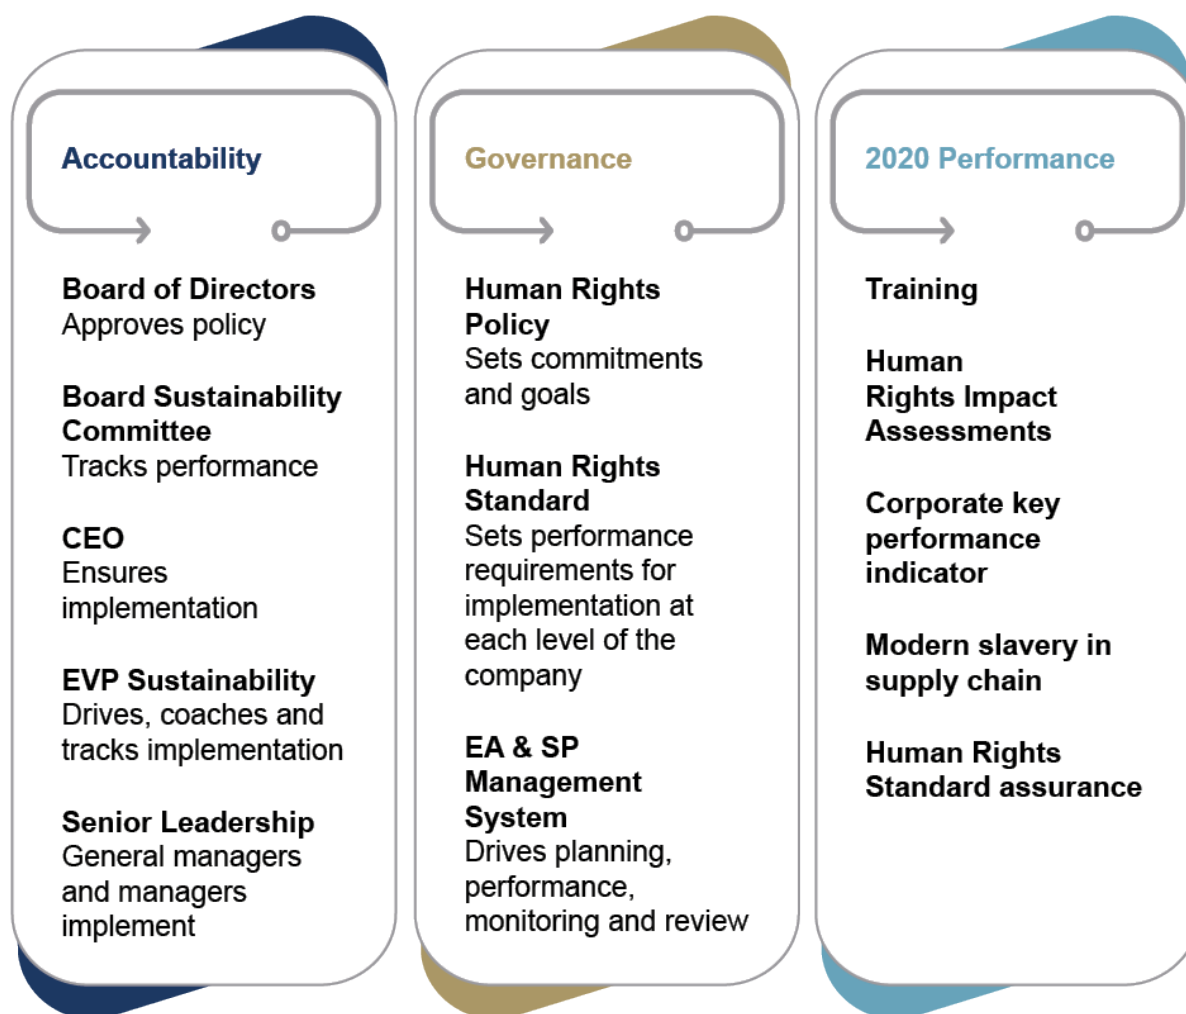 Accountability
Board of Directors
Approves policy
Board Sustainability
Committee
Tracks performance
CEO
Ensures
implementation
EVP Sustainability
Drives, coaches and
tracks implementation
Senior Leadership
General managers
and managers
implement
Governance
Human Rights
Policy
Sets commitments
and goals
Human Rights
Standard
Sets performance
requirements for
implementation at
each level of the
company
EA & SP
Management
System
Drives planning,
performance,
monitoring and review
2020 Performance
Training
Human
Rights Impact
Assessments
Corporate key
performance
indicator
Modern slavery in
supply chain
Human Rights
Standard assurance